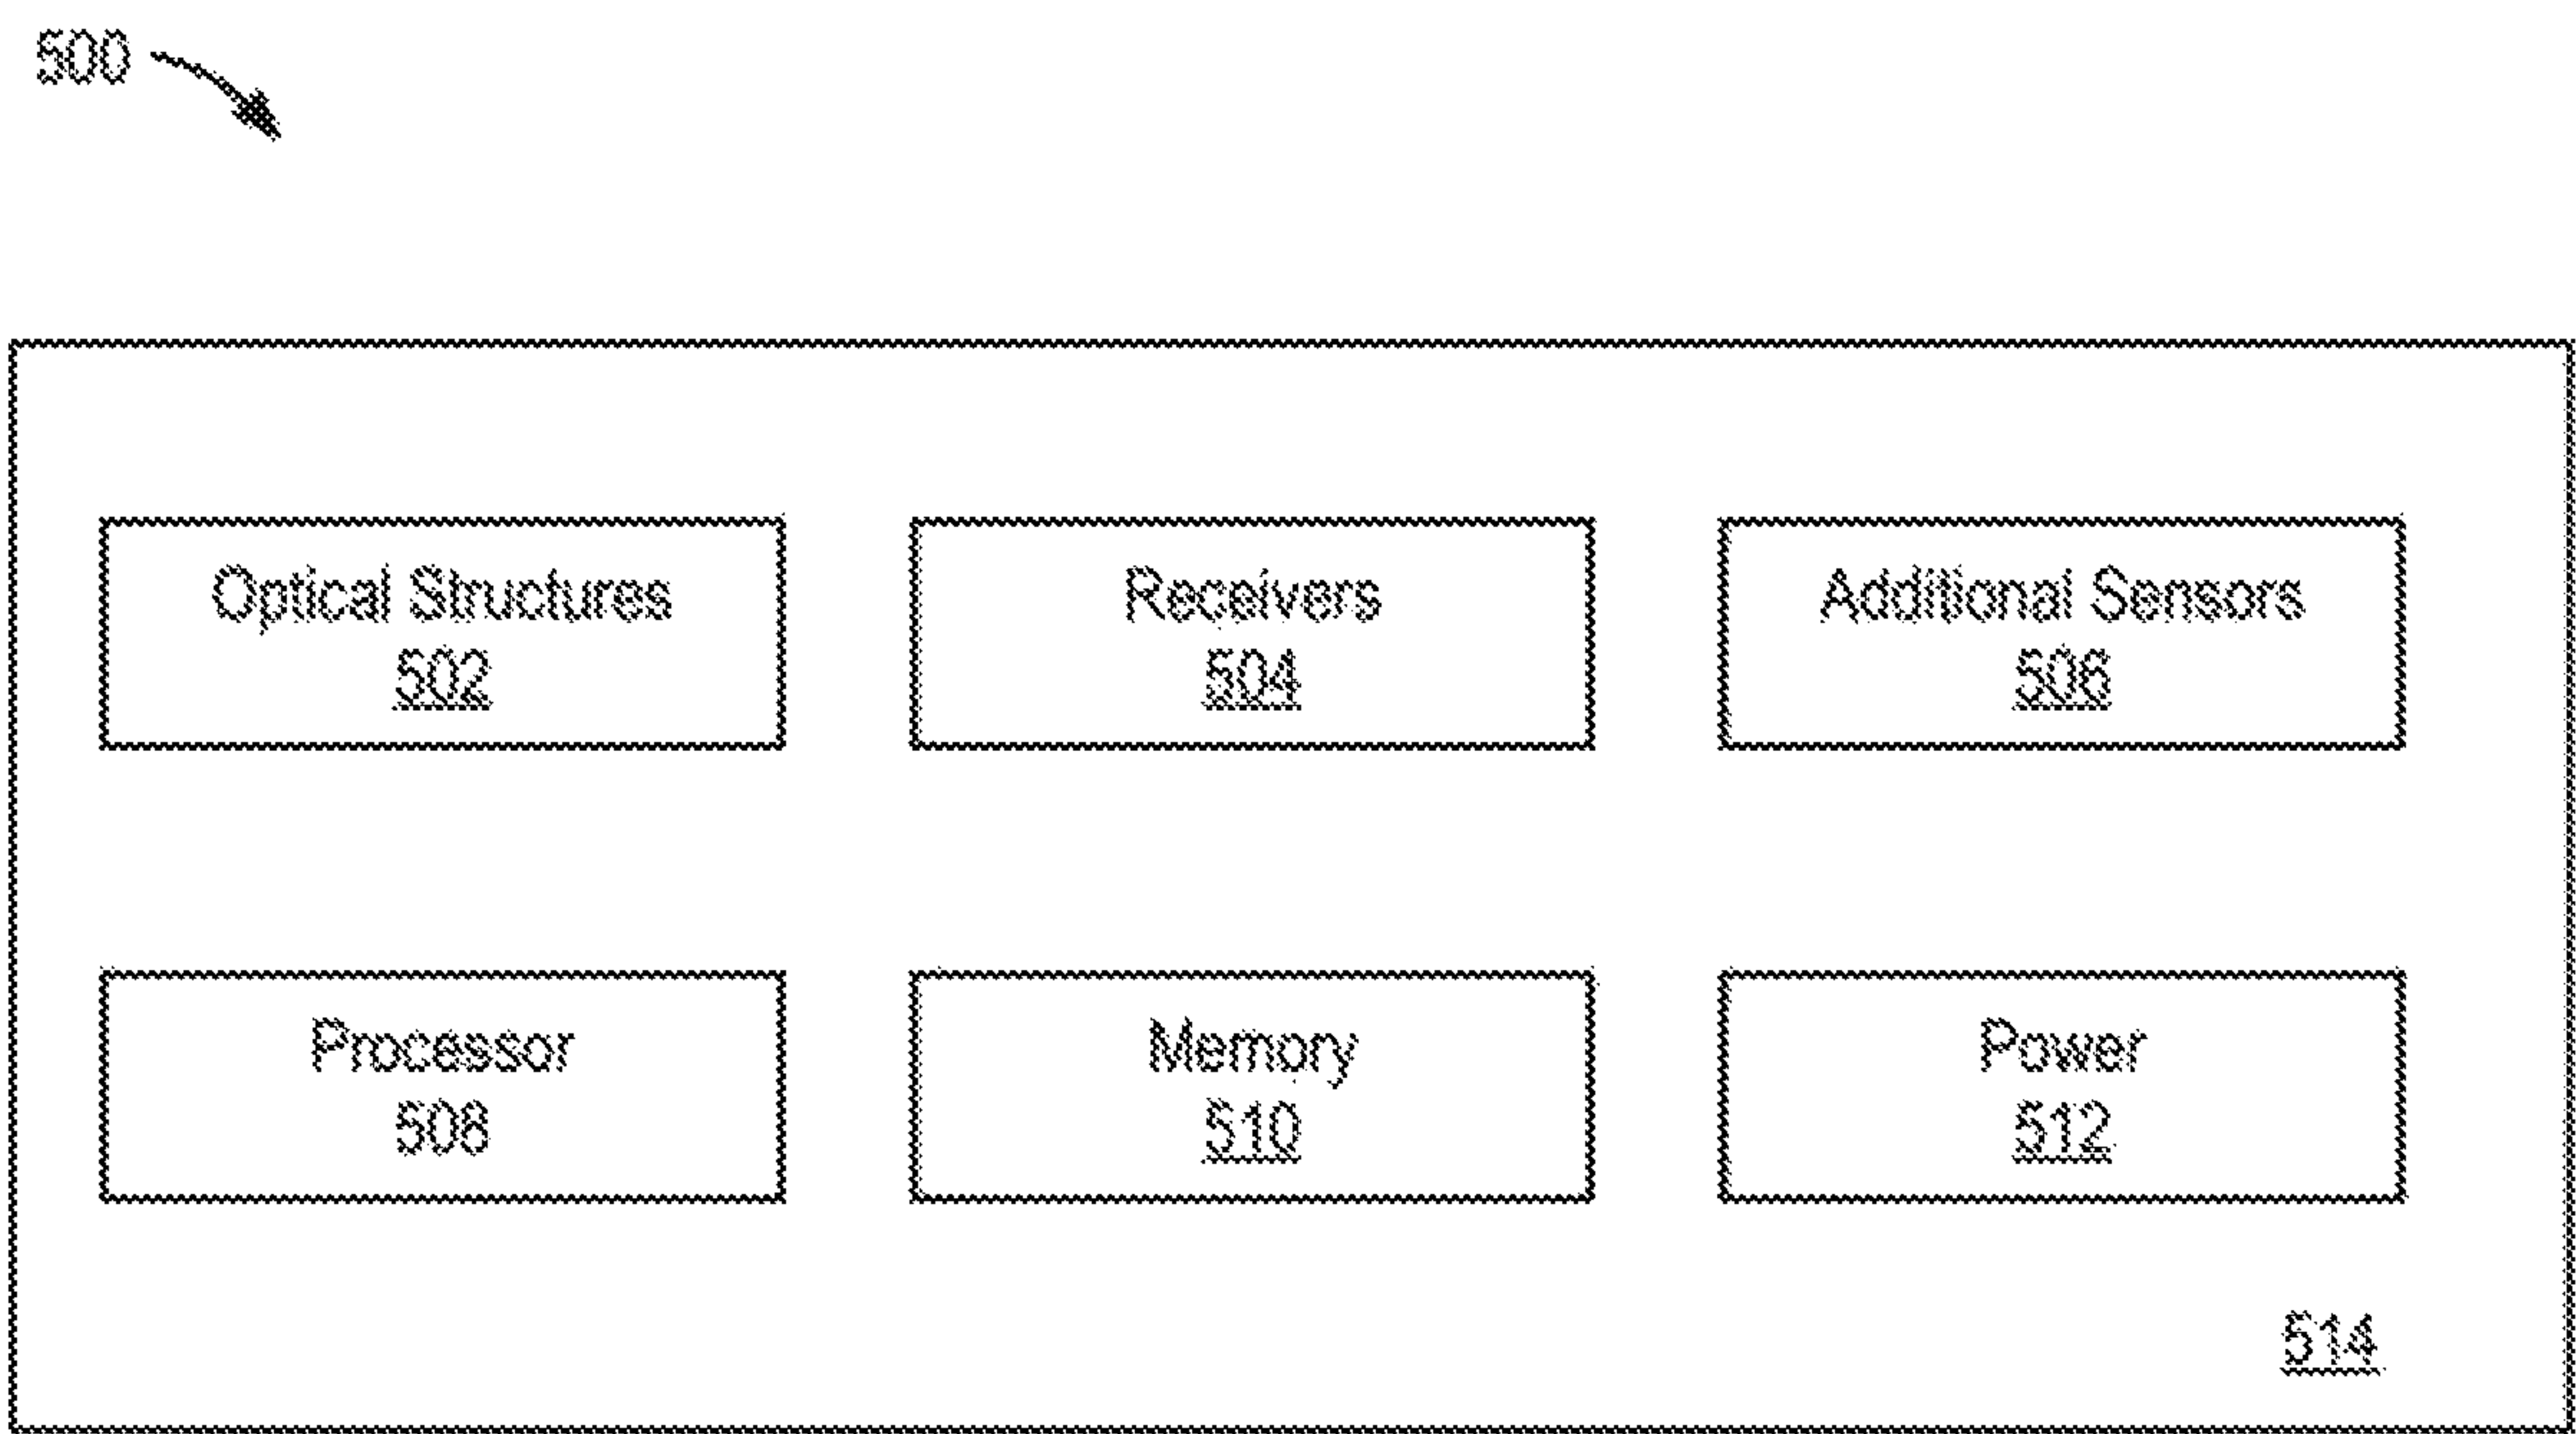 500
Optical Structures
502
Receivers
504
Additional Sensors
506
Processor
508
Memory
510
Power
512
514